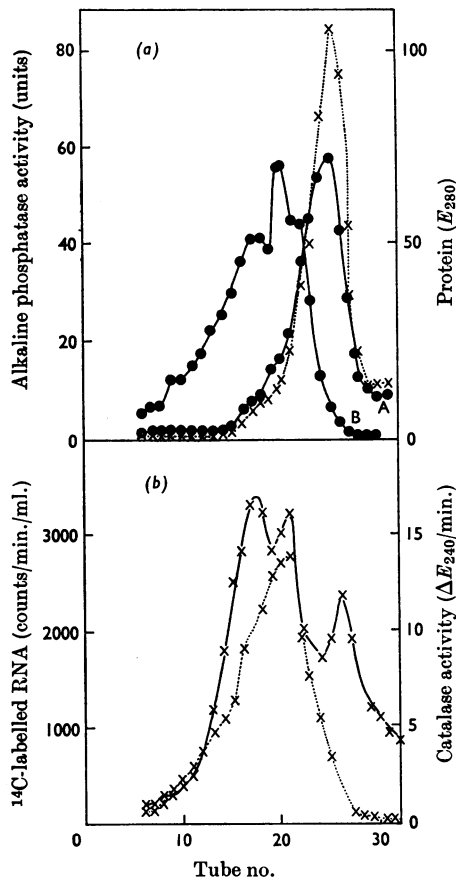 (a)
80
60
40
20
0
Alkaline phosphatase activity (units)
100
50
0
Protein (E280)
B
A
(b)
3000
2000
1000
0
¹⁴C-labelled RNA (counts/min./ml.)
15
10
5
0
Catalase activity (ΔE240/min.)
0 10 20 30
Tube no.